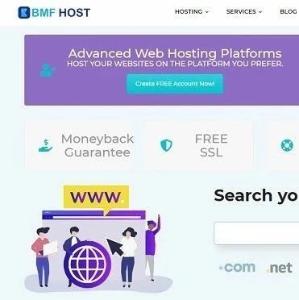 BMF HOST
HOSTING SERVICES BLOG
Advanced Web Hosting Platforms
HOST YOUR WEBSITES ON THE PLATFORM YOU PREFER.
Create FREE Account Now!
Moneyback
Guarantee
FREE
SSL
www.
Search yo
.com .net